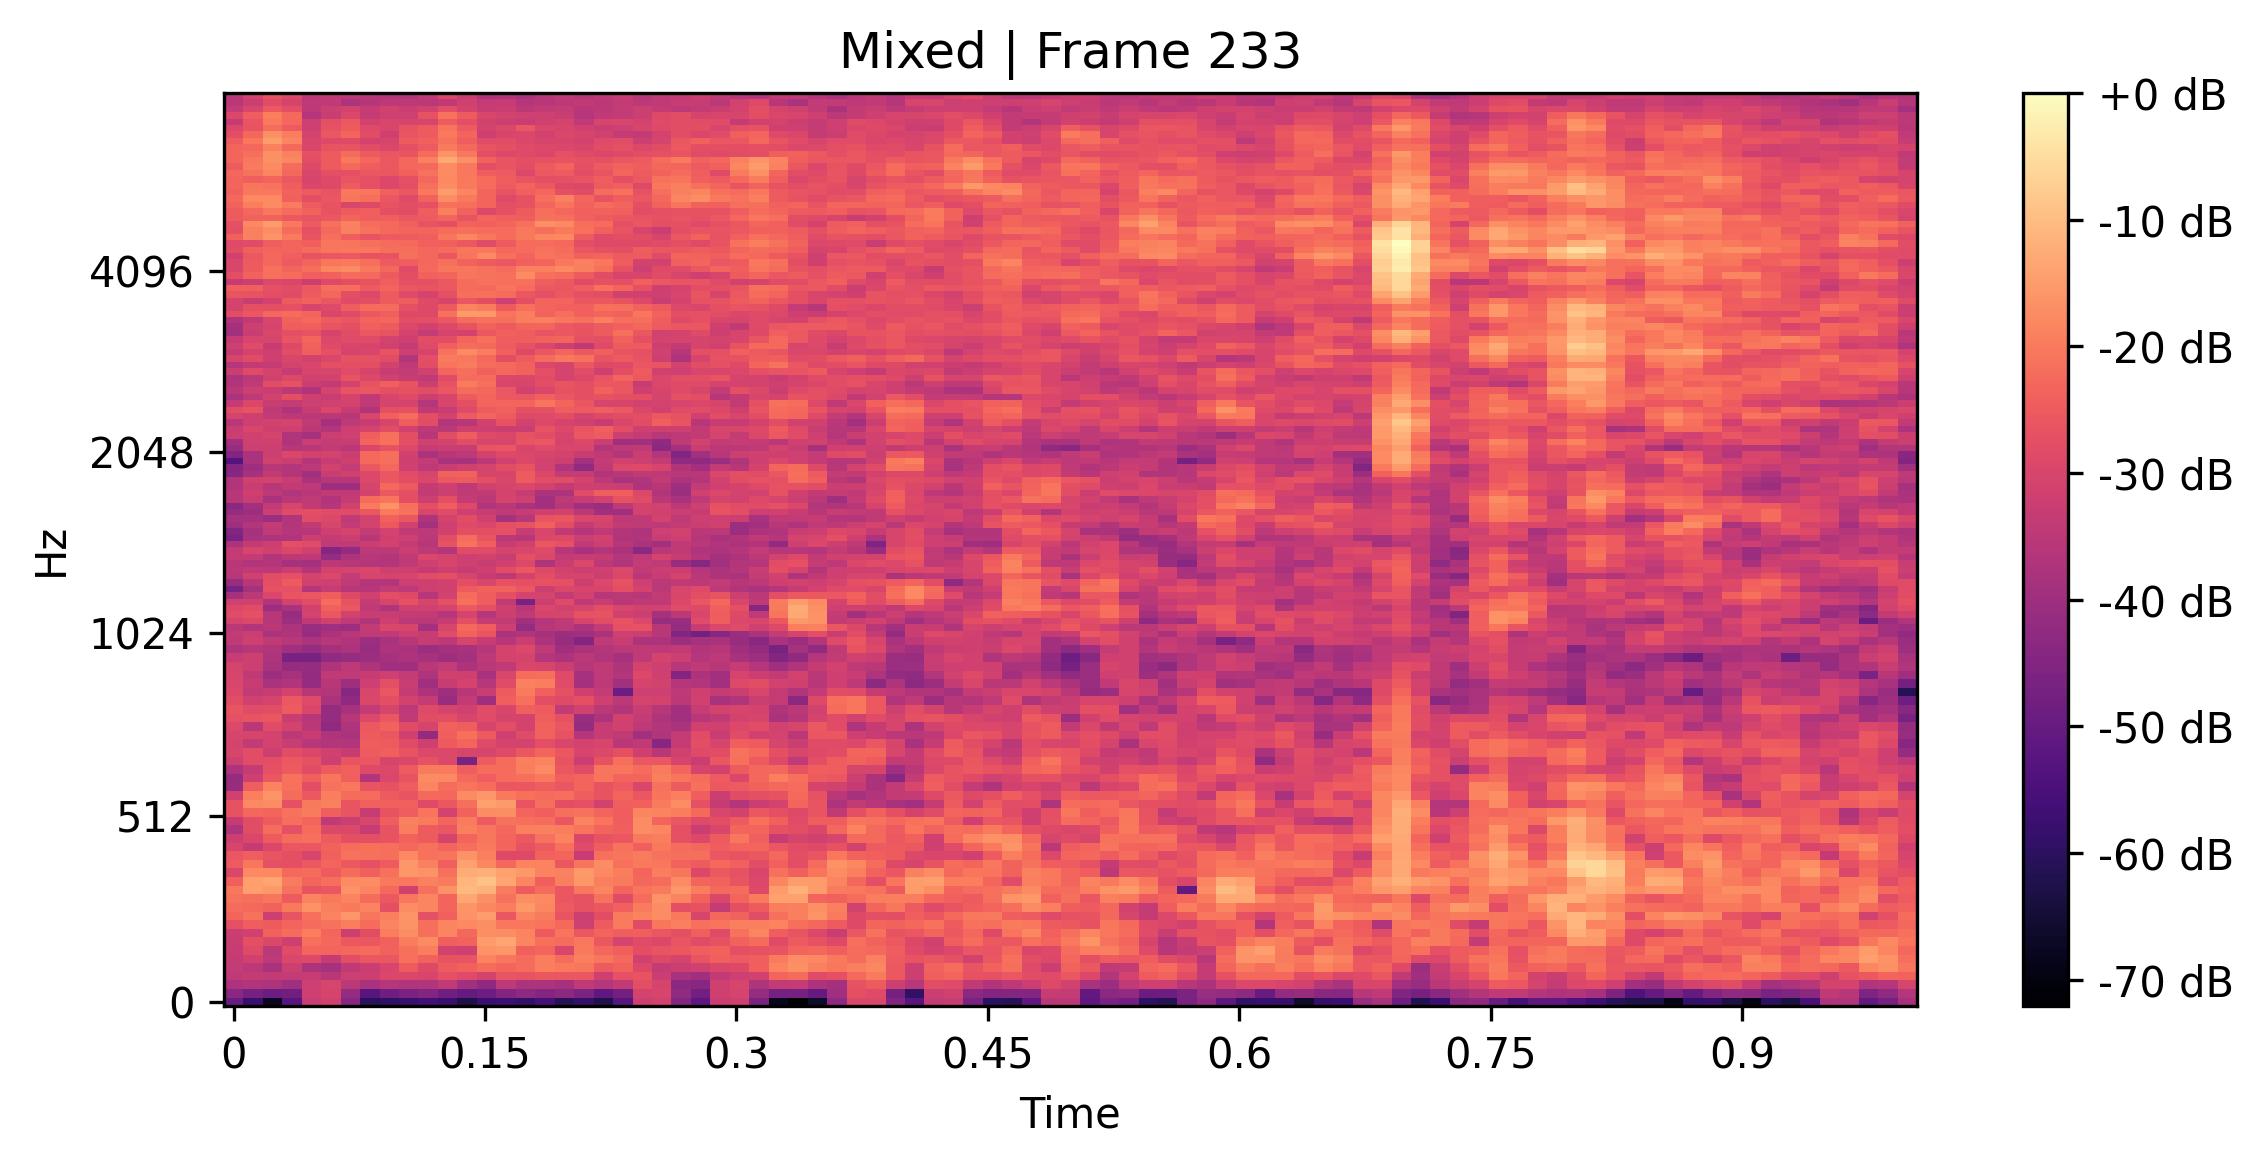 Mixed | Frame 233
+0 dB
-10 dB
-20 dB
-30 dB
-40 dB
-50 dB
-60 dB
-70 dB
Hz
4096
2048
1024
512
0
0 0.15 0.3 0.45 0.6 0.75 0.9
Time